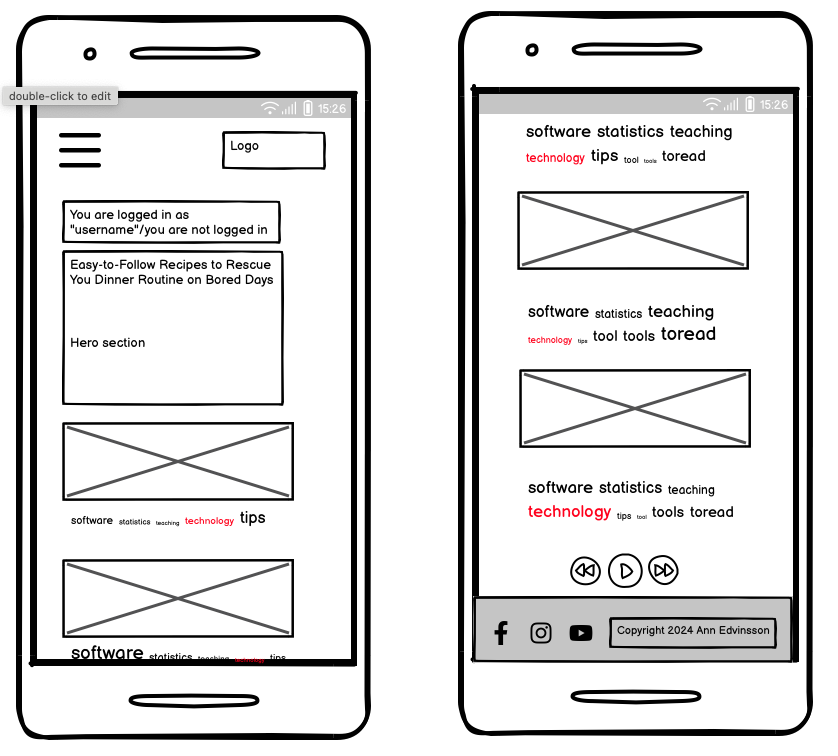 double-click to edit
15:26
Logo
You are logged in as
"username"/you are not logged in
Easy-to-Follow Recipes to Rescue
You Dinner Routine on Bored Days
Hero section
software statistics teaching technology tips
software statistics teaching technology tips
15:26
software statistics teaching
technology tips tool tools toread
software statistics teaching
technology tips tool tools toread
software statistics teaching
technology tips tool tools toread
Copyright 2024 Ann Edvinsson